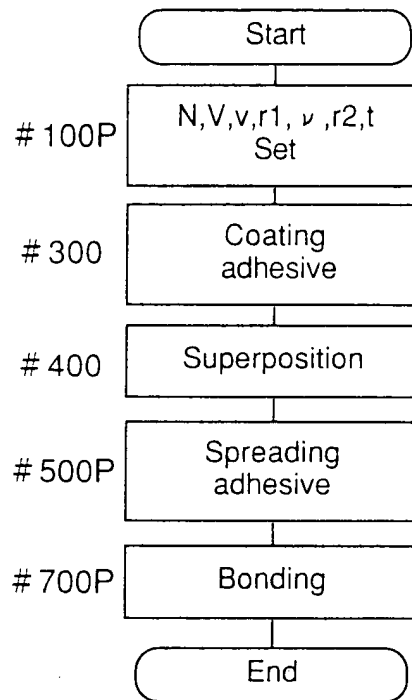 Start
# 100P
N,V,v,r1, ν ,r2,t
Set
# 300
Coating
adhesive
# 400
Superposition
# 500P
Spreading
adhesive
# 700P
Bonding
End